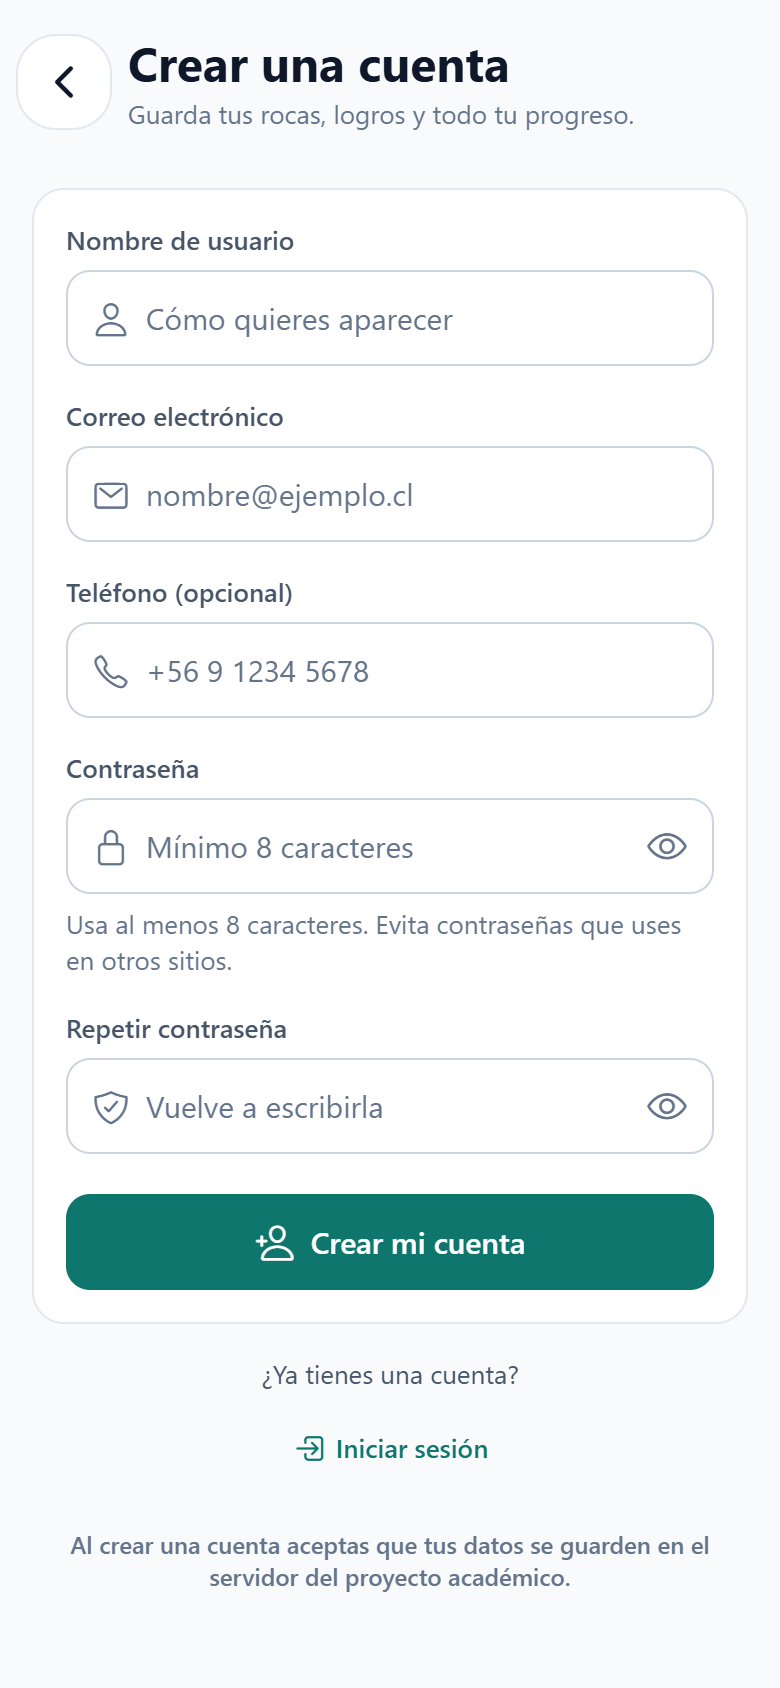 Crear una cuenta
Guarda tus rocas, logros y todo tu progreso.
Nombre de usuario
Cómo quieres aparecer
Correo electrónico
nombre@ejemplo.cl
Teléfono (opcional)
+56 9 1234 5678
Contraseña
Mínimo 8 caracteres
Usa al menos 8 caracteres. Evita contraseñas que uses
en otros sitios.
Repetir contraseña
Vuelve a escribirla
Crear mi cuenta
¿Ya tienes una cuenta?
Iniciar sesión
Al crear una cuenta aceptas que tus datos se guarden en el
servidor del proyecto académico.